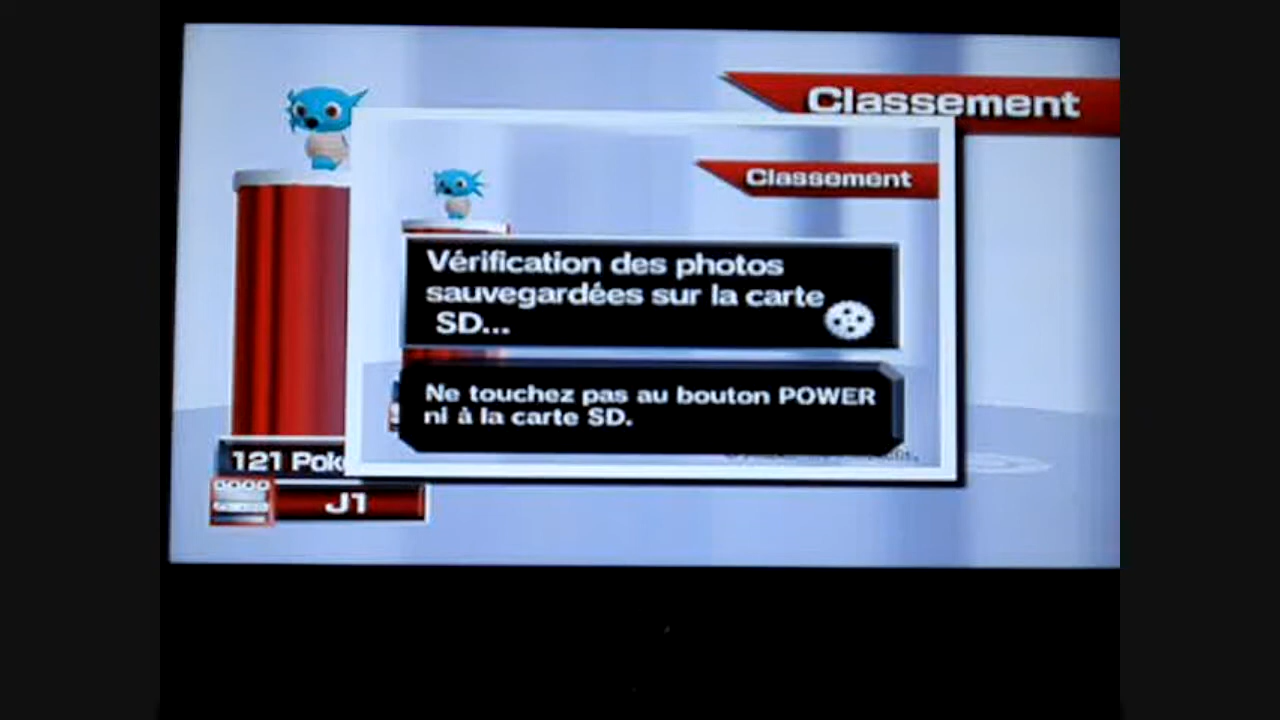 Classement
Classement
Vérification des photos
sauvegardées sur la carte
SD...
Ne touchez pas au bouton POWER
ni à la carte SD.
121
J1